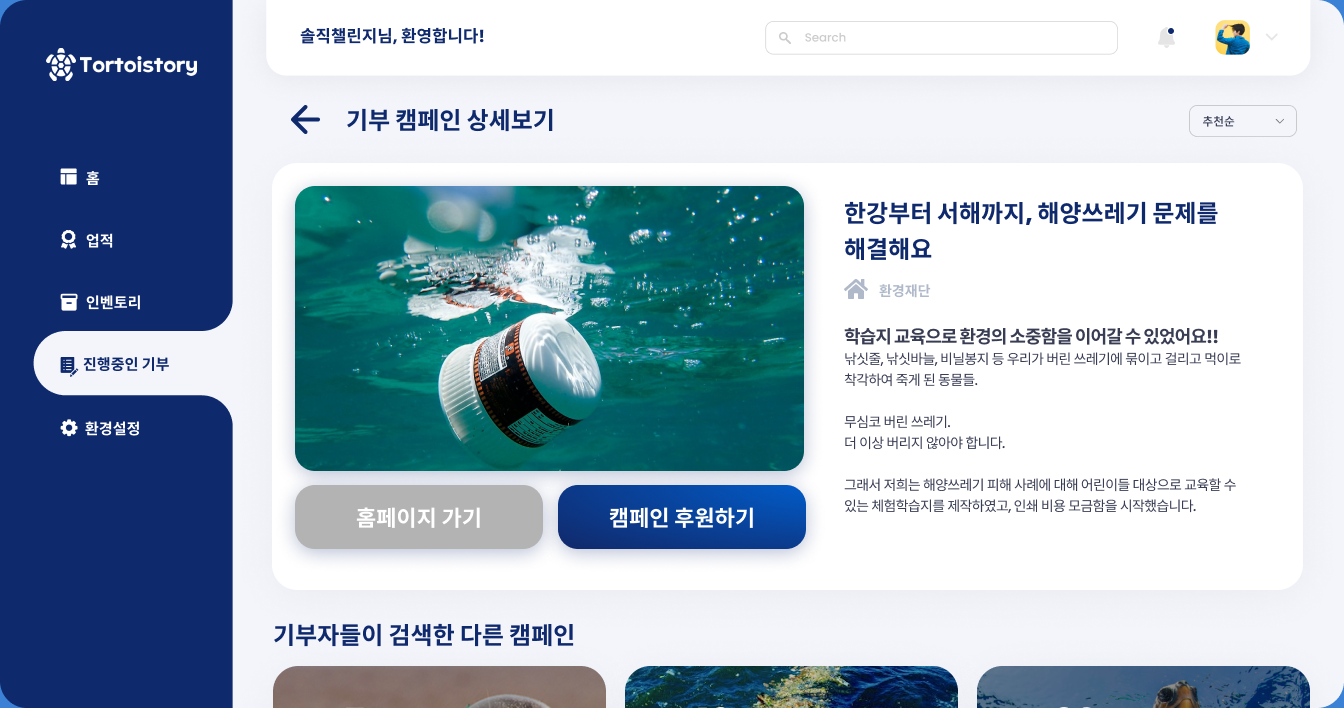 Tortoistory
홈
업적
인벤토리
진행중인 기부
환경설정
솔직챌린지님, 환영합니다!
Search
기부 캠페인 상세보기
추천순
한강부터 서해까지, 해양쓰레기 문제를
해결해요
환경재단
학습지 교육으로 환경의 소중함을 이어갈 수 있었어요!!
낚싯줄, 낚싯바늘, 비닐봉지 등 우리가 버린 쓰레기에 묶이고 걸리고 먹이로
착각하여 죽게 된 동물들.
무심코 버린 쓰레기.
더 이상 버리지 않아야 합니다.
그래서 저희는 해양쓰레기 피해 사례에 대해 어린이들 대상으로 교육할 수
있는 체험학습지를 제작하였고, 인쇄 비용 모금함을 시작했습니다.
홈페이지 가기
캠페인 후원하기
기부자들이 검색한 다른 캠페인